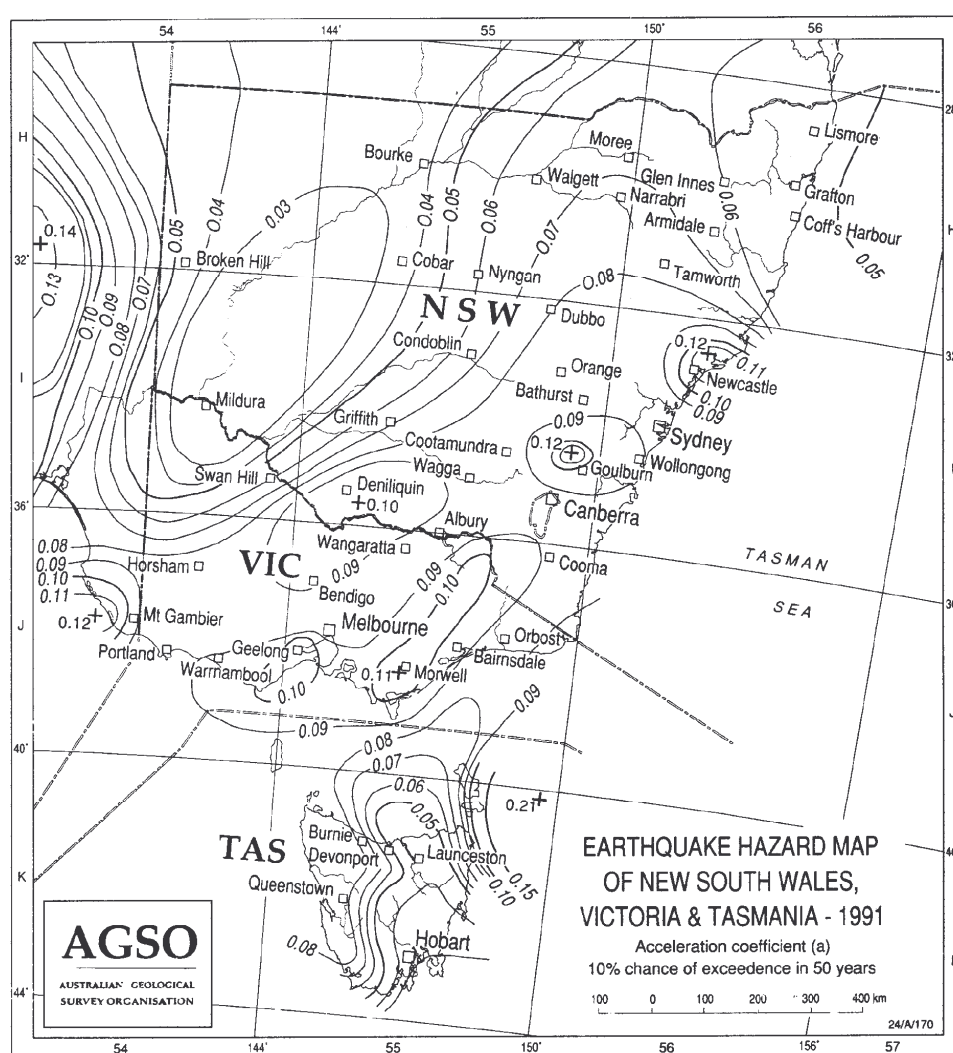 54 144° 55 150° 56
28°
H
Moree
Lismore
Bourke
Walgett
Glen Innes
Narrabri
Grafton
0.03
0.04
0.05
0.04
0.05
0.06
0.07
0.06
Armidale
Coff's Harbour
H
0.14
32°
Broken Hill
Cobar
Nyngan
Tamworth
0.05
0.13
0.10
0.09
0.08
0.07
0.08
NSW
Dubbo
32°
Condoblin
0.12
0.11
Orange
Newcastle
I
Bathurst
0.10
0.09
Mildura
Griffith
0.09
Sydney
Cootamundra
0.12
Swan Hill
Wagga
Goulburn
Wollongong
Deniliquin
0.10
Canberra
36°
Albury
0.08
Wangaratta
TASMAN
0.09
Horsham
VIC
0.09
0.09
Cooma
0.10
Bendigo
0.10
SEA
0.11
0.12
Mt Gambier
Melbourne
J
Portland
Geelong
Orbost
Warrnambool
Bairnsdale
0.11
Morwell
0.10
0.09
0.09
0.08
40°
0.07
0.06
0.21
0.05
Burnie
TAS
Devonport
Launceston
EARTHQUAKE HAZARD MAP
OF NEW SOUTH WALES,
VICTORIA & TASMANIA - 1991
K
Queenstown
0.15
0.10
Acceleration coefficient (a)
10% chance of exceedence in 50 years
0.08
Hobart
AGSO
AUSTRALIAN GEOLOGICAL
SURVEY ORGANISATION
100 0 100 200 300 400 km
44°
24/A/170
54 144° 55 150° 56 156° 57